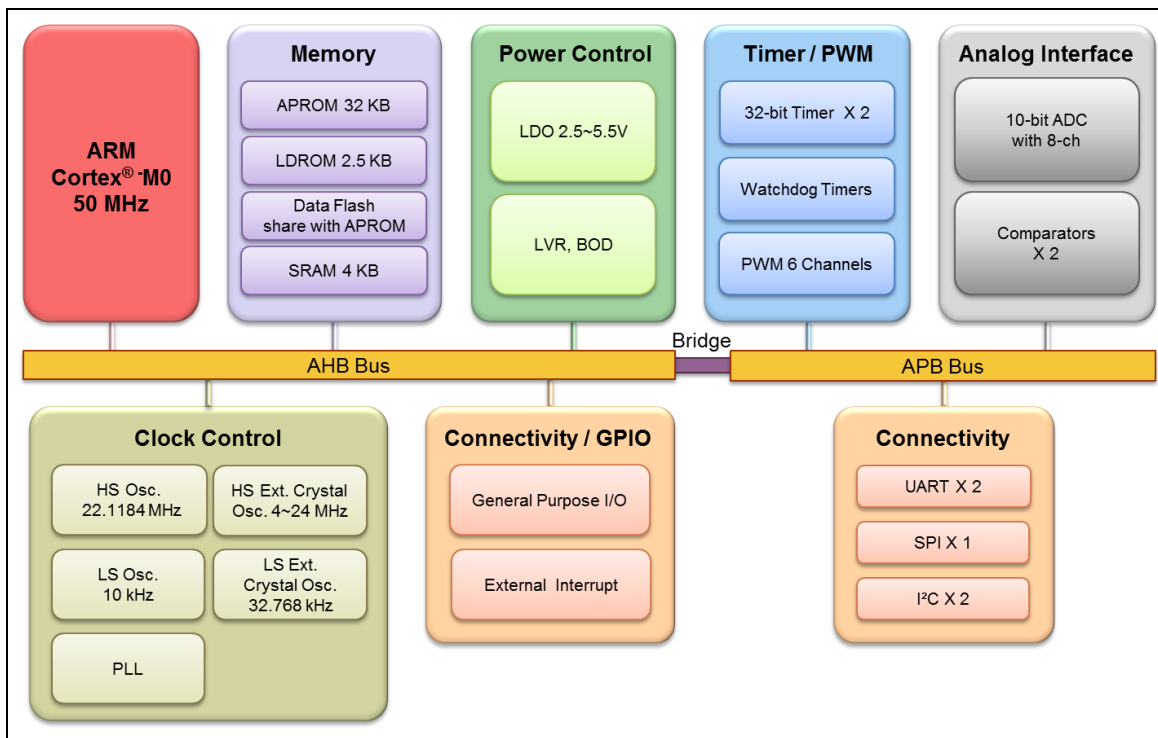 ARM
Cortex® -M0
50 MHz
Memory
APROM 32 KB
LDROM 2.5 KB
Data Flash
share with APROM
SRAM 4 KB
Power Control
LDO 2.5~5.5V
LVR, BOD
Timer / PWM
32-bit Timer X 2
Watchdog Timers
PWM 6 Channels
Analog Interface
10-bit ADC
with 8-ch
Comparators
X 2
AHB Bus
Bridge
APB Bus
Clock Control
HS Osc.
22.1184 MHz
HS Ext. Crystal
Osc. 4~24 MHz
LS Osc.
10 kHz
LS Ext.
Crystal Osc.
32.768 kHz
PLL
Connectivity / GPIO
General Purpose I/O
External Interrupt
Connectivity
UART X 2
SPI X 1
I²C X 2